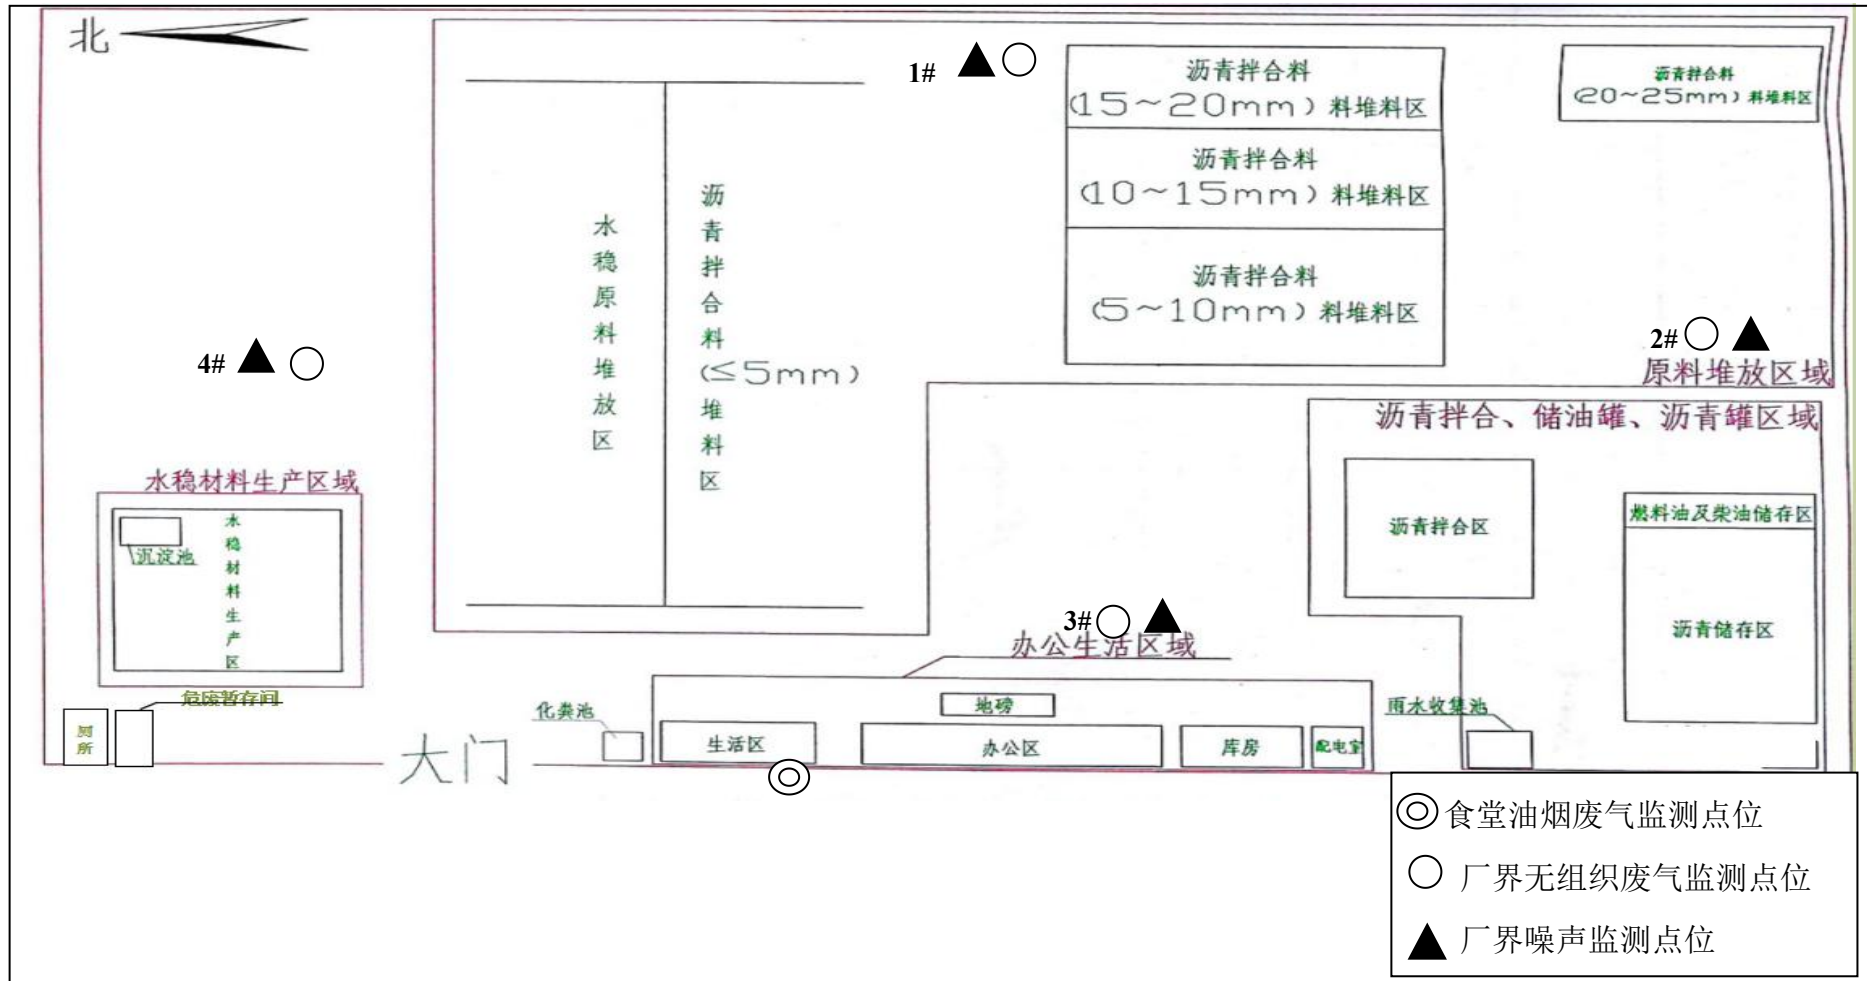 北
1#
沥青拌合料
(15~20mm) 料堆料区
沥青拌合料
(20~25mm) 料堆料区
沥青拌合料
(10~15mm) 料堆料区
沥青拌合料
(5~10mm) 料堆料区
水稳原料堆放区
沥青拌合料(≤5mm)堆料区
4#
2#
原料堆放区域
沥青拌合、储油罐、沥青罐区域
水稳材料生产区域
沉淀池
水稳材料生产区
沥青拌合区
燃料油及柴油储存区
沥青储存区
3#
办公生活区域
危废暂存间
厕所
大门
化粪池
地磅
生活区
办公区
库房
配电室
雨水收集池
食堂油烟废气监测点位
厂界无组织废气监测点位
厂界噪声监测点位